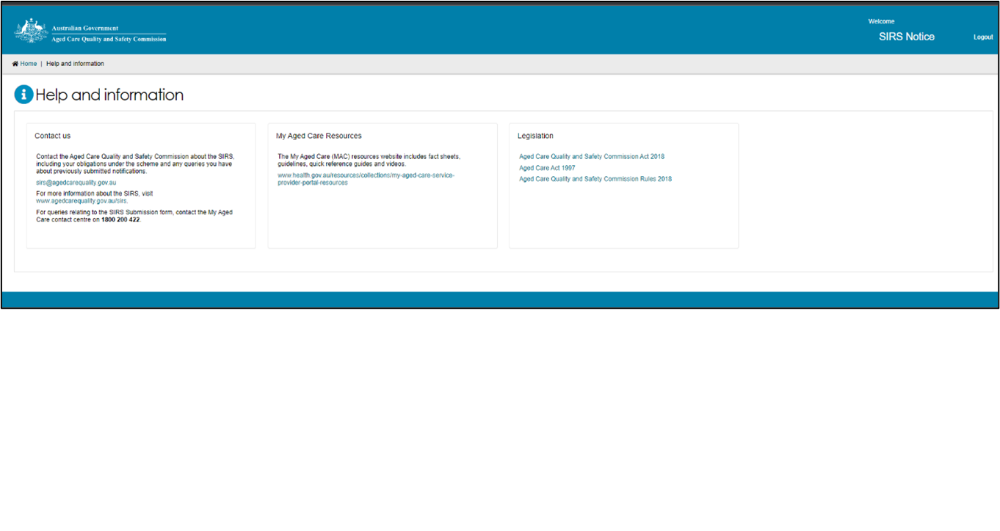 Australian Government
Aged Care Quality and Safety Commission
Welcome
SIRS Notice
Logout
Home | Help and information
Help and information
Contact us
Contact the Aged Care Quality and Safety Commission about the SIRS,
including your obligations under the scheme and any queries you have
about previously submitted notifications.
sirs@agedcarequality.gov.au
For more information about the SIRS, visit
www.agedcarequality.gov.au/sirs.
For queries relating to the SIRS Submission form, contact the My Aged
Care contact centre on 1800 200 422.
My Aged Care Resources
The My Aged Care (MAC) resources website includes fact sheets,
guidelines, quick reference guides and videos.
www.health.gov.au/resources/collections/my-aged-care-service-
provider-portal-resources
Legislation
Aged Care Quality and Safety Commission Act 2018
Aged Care Act 1997
Aged Care Quality and Safety Commission Rules 2018